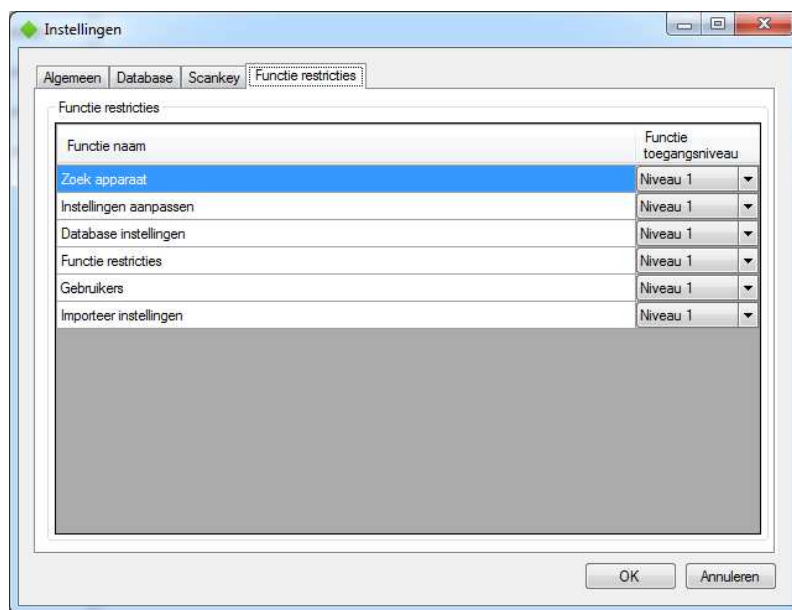 Instellingen
Algemeen Database Scankey Functie restricties
Functie restricties
Functie naam Functie toegangsniveau
Zoek apparaat Niveau 1
Instellingen aanpassen Niveau 1
Database instellingen Niveau 1
Functie restricties Niveau 1
Gebruikers Niveau 1
Importeer instellingen Niveau 1
OK Annuleren